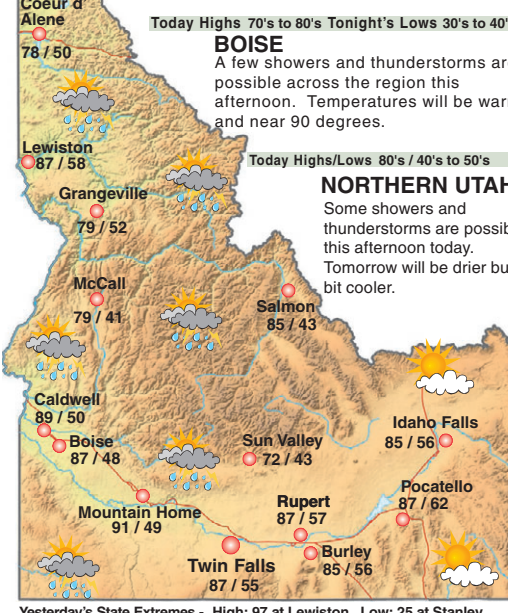 Coeur d'
Alene
78 / 50
Today Highs 70's to 80's Tonight's Lows 30's to 40'
BOISE
A few showers and thunderstorms
possible across the region this
afternoon. Temperatures will be
and near 90 degrees.
Lewiston
87 / 58
Today Highs/Lows 80's / 40's to 50's
NORTHERN
Some showers and
thunderstorms are
this afternoon today.
Tomorrow will be drier
bit cooler.
Grangeville
79 / 52
McCall
79 / 41
Salmon
85 / 43
Caldwell
89 / 50
Boise
87 / 48
Sun Valley
72 / 43
Idaho Falls
85 / 56
Mountain Home
91 / 49
Rupert
87 / 57
Pocatello
87 / 62
Twin Falls
87 / 55
Burley
85 / 56
Yesterday's State Extremes - High: 97 at Lewiston Low: 25 at Stanley